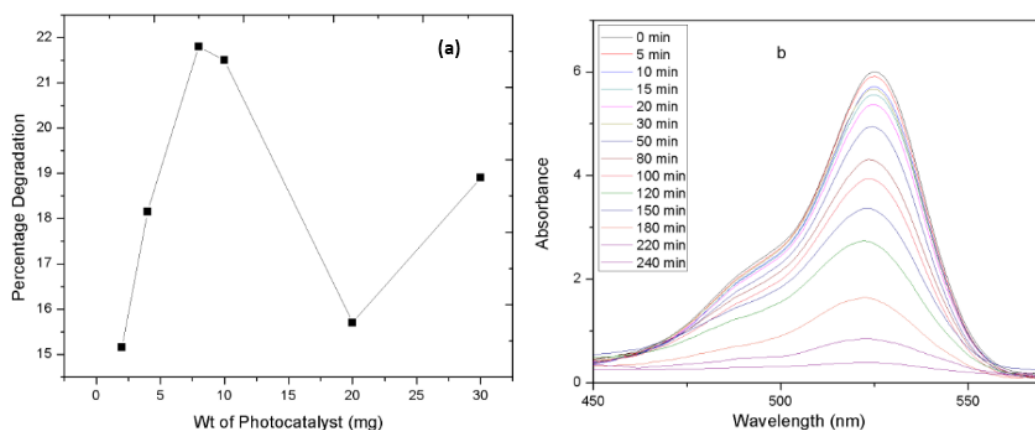 (a)
22
21
20
19
18
17
16
15
Percentage Degradation
0 5 10 15 20 25 30
Wt of Photocatalyst (mg)
b
0 min
5 min
10 min
15 min
20 min
30 min
50 min
80 min
100 min
120 min
150 min
180 min
220 min
240 min
6
4
2
0
Absorbance
450 500 550
Wavelength (nm)